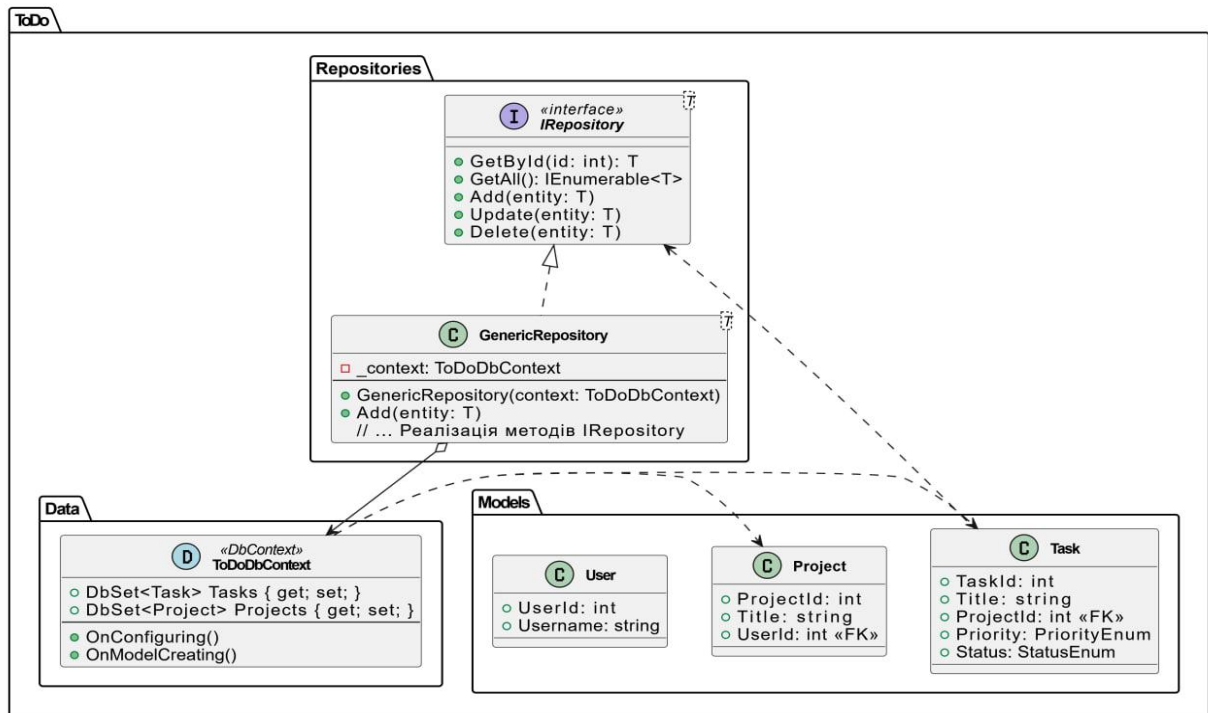 ToDo
Repositories
T
I
«interface»
IRepository
GetById(id: int): T
GetAll(): IEnumerable<T>
Add(entity: T)
Update(entity: T)
Delete(entity: T)
T
C
GenericRepository
_context: ToDoDbContext
GenericRepository(context: ToDoDbContext)
Add(entity: T)
// ... Реалізація методів IRepository
Data
D
«DbContext»
ToDoDbContext
DbSet<Task> Tasks { get; set; }
DbSet<Project> Projects { get; set; }
OnConfiguring()
OnModelCreating()
Models
C
User
UserId: int
Username: string
C
Project
ProjectId: int
Title: string
UserId: int «FK»
C
Task
TaskId: int
Title: string
ProjectId: int «FK»
Priority: PriorityEnum
Status: StatusEnum